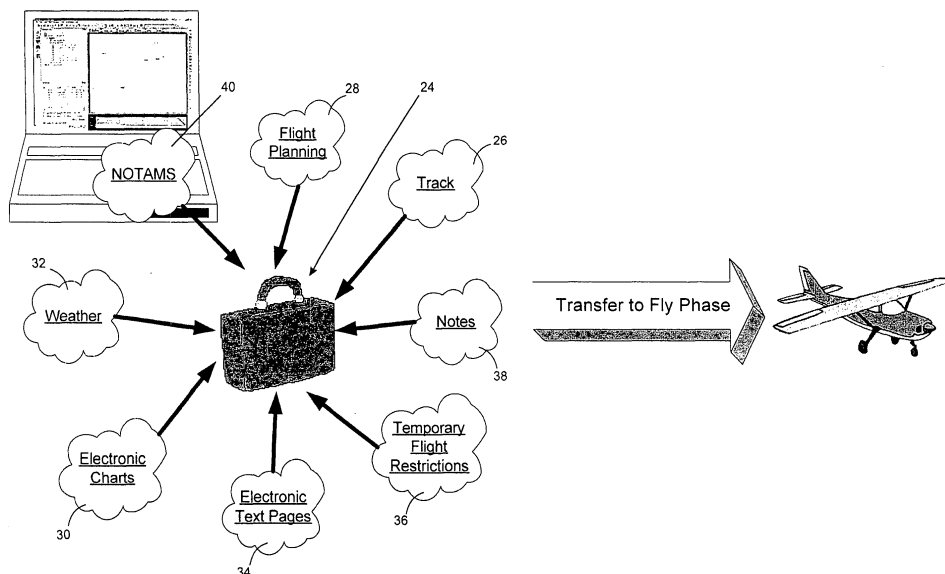 40
28
24
Flight
Planning
26
NOTAMS
Track
32
Weather
Transfer to Fly Phase
Notes
38
Electronic
Charts
30
Electronic
Text Pages
34
Temporary
Flight
Restrictions
36